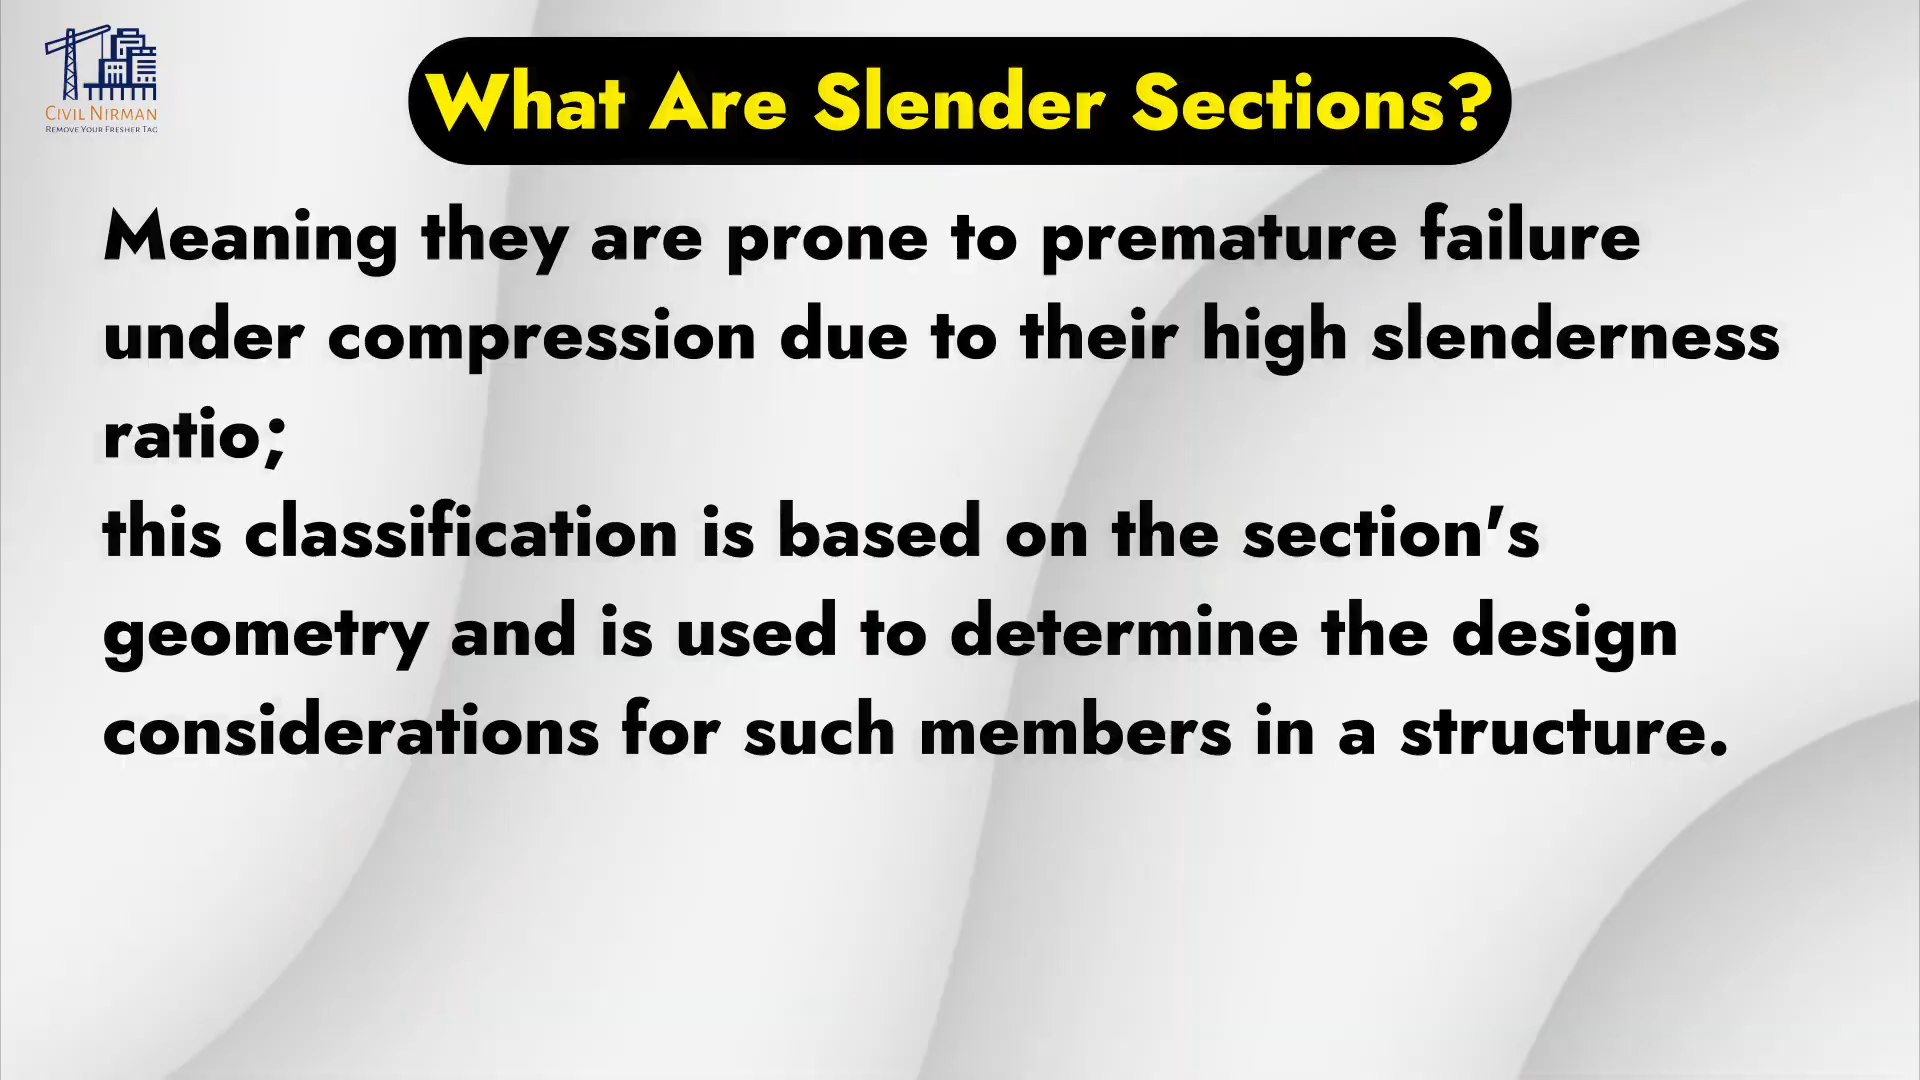 CIVIL NIRMAN
REMOVE YOUR FRESHER TAG
What Are Slender Sections?
Meaning they are prone to premature failure
under compression due to their high slenderness
ratio;
this classification is based on the section's
geometry and is used to determine the design
considerations for such members in a structure.